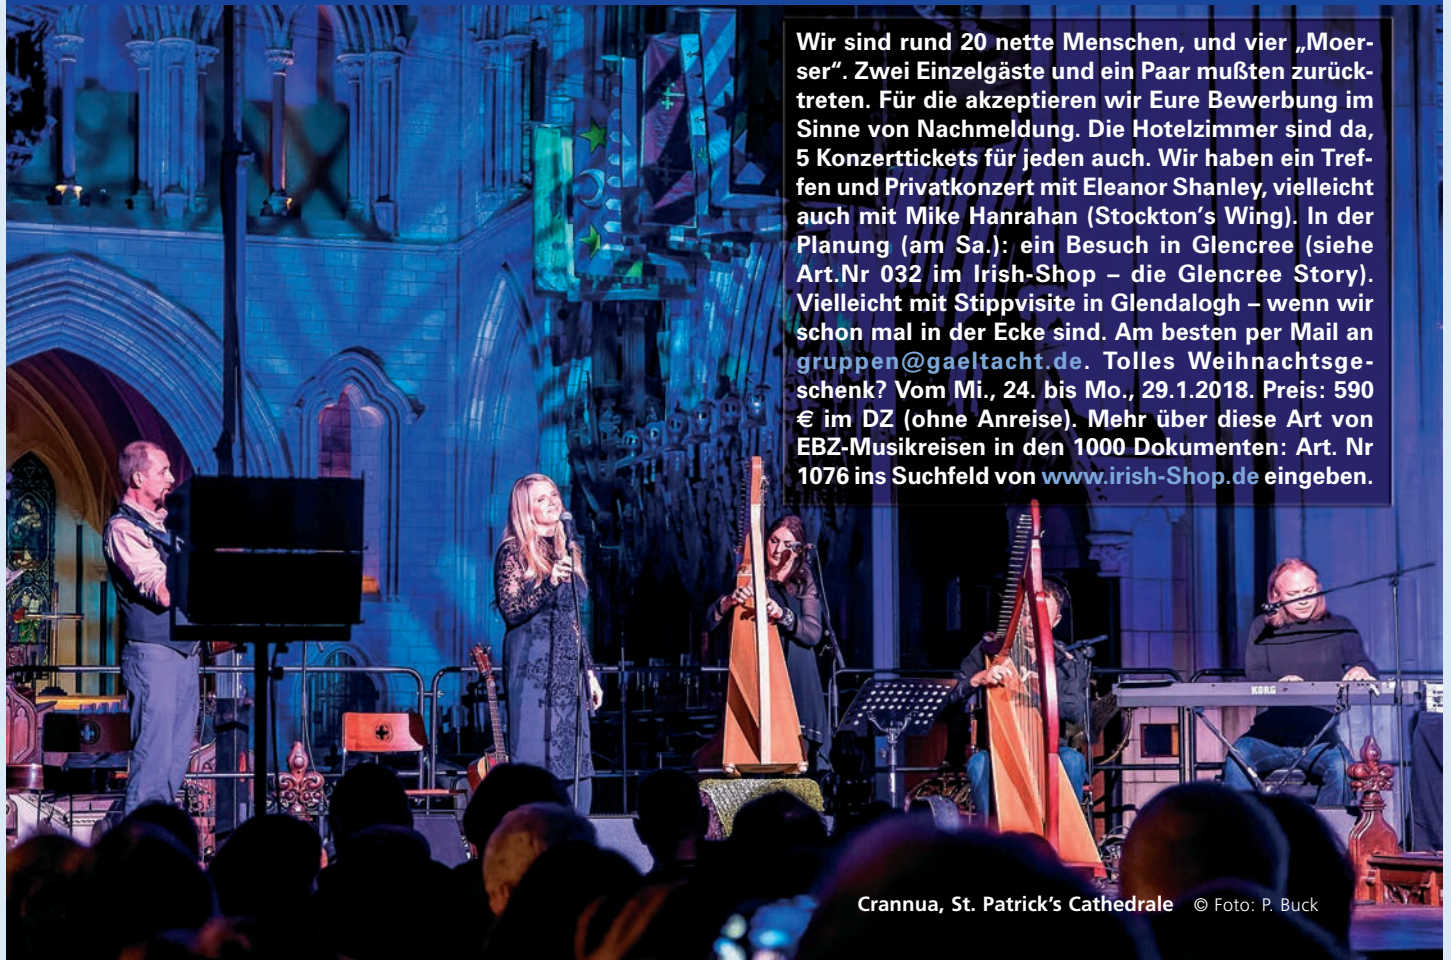 Wir sind rund 20 nette Menschen, und vier „Moer-
ser“. Zwei Einzelgäste und ein Paar mußten zurück-
treten. Für die akzeptieren wir Eure Bewerbung im
Sinne von Nachmeldung. Die Hotelzimmer sind da,
5 Konzerttickets für jeden auch. Wir haben ein Tref-
fen und Privatkonzert mit Eleanor Shanley, vielleicht
auch mit Mike Hanrahan (Stockton’s Wing). In der
Planung (am Sa.): ein Besuch in Glencree (siehe
Art.Nr 032 im Irish-Shop – die Glencree Story).
Vielleicht mit Stippvisite in Glendalogh – wenn wir
schon mal in der Ecke sind. Am besten per Mail an
gruppen@gaeltacht.de. Tolles Weihnachtsge-
schenk? Vom Mi., 24. bis Mo., 29.1.2018. Preis: 590
€ im DZ (ohne Anreise). Mehr über diese Art von
EBZ-Musikreisen in den 1000 Dokumenten: Art. Nr
1076 ins Suchfeld von www.irish-Shop.de eingeben.
KORG
Crannua, St. Patrick’s Cathedrale © Foto: P. Buck